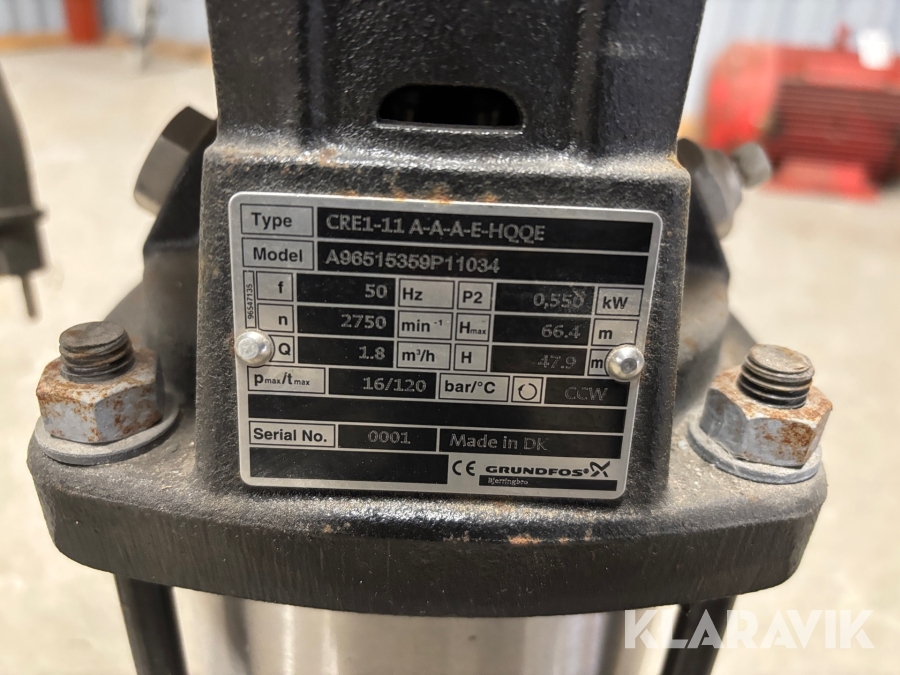 Type CRE1-11 A-A-A-E-HQQE
Model A96515359P11034
96547135
f 50 Hz P2 0,550 kW
n 2750 min⁻¹ Hmax 66.4 m
Q 1.8 m³/h H 47.9 m
pmax/tmax 16/120 bar/°C CCW
Serial No. 0001 Made in DK
CE GRUNDFOS
Bjerringbro
KLARAVIK